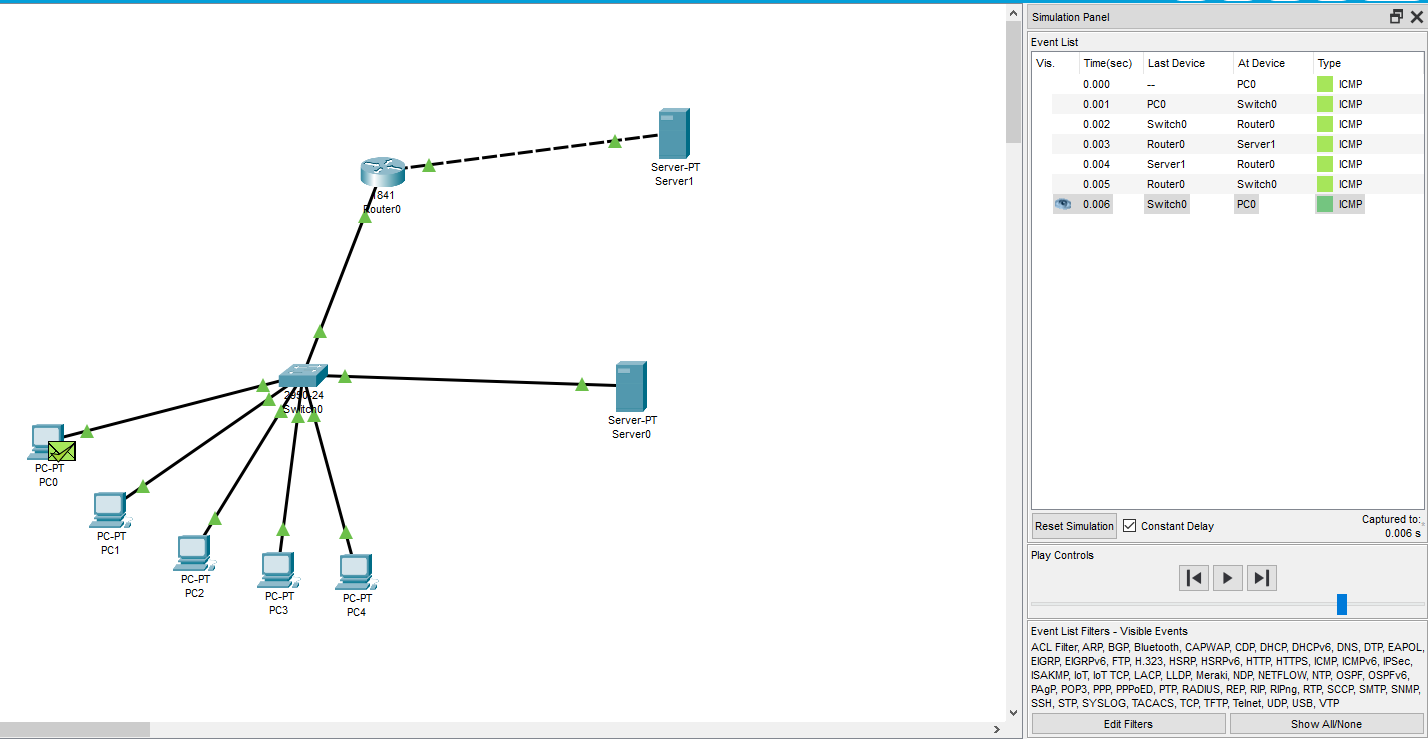 Simulation Panel
Event List
Vis. Time(sec) Last Device At Device Type
0.000 -- PC0 ICMP
0.001 PC0 Switch0 ICMP
0.002 Switch0 Router0 ICMP
0.003 Router0 Server1 ICMP
0.004 Server1 Router0 ICMP
0.005 Router0 Switch0 ICMP
0.006 Switch0 PC0 ICMP
Server-PT
Server1
1841
Router0
2950-24
Switch0
Server-PT
Server0
PC-PT
PC0
PC-PT
PC1
PC-PT
PC2
PC-PT
PC3
PC-PT
PC4
Reset Simulation Constant Delay
Captured to:
0.006 s
Play Controls
Event List Filters - Visible Events
ACL Filter, ARP, BGP, Bluetooth, CAPWAP, CDP, DHCP, DHCPv6, DNS, DTP, EAPOL,
EIGRP, EIGRPv6, FTP, H.323, HSRP, HSRPv6, HTTP, HTTPS, ICMP, ICMPv6, IPSec,
ISAKMP, IoT, IoT TCP, LACP, LLDP, Meraki, NDP, NETFLOW, NTP, OSPF, OSPFv6,
PAgP, POP3, PPP, PPPoED, PTP, RADIUS, REP, RIP, RIPng, RTP, SCCP, SMTP, SNMP,
SSH, STP, SYSLOG, TACACS, TCP, TFTP, Telnet, UDP, USB, VTP
Edit Filters Show All/None